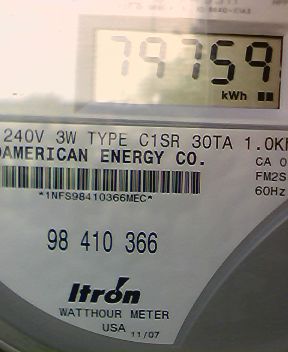 79759
kWh
240V 3W TYPE C1SR 30TA 1.0K
AMERICAN ENERGY CO.
CA 0
FM2S
60Hz
*1NFS98410366MEC*
98 410 366
Itron
WATTHOUR METER
USA 11/07